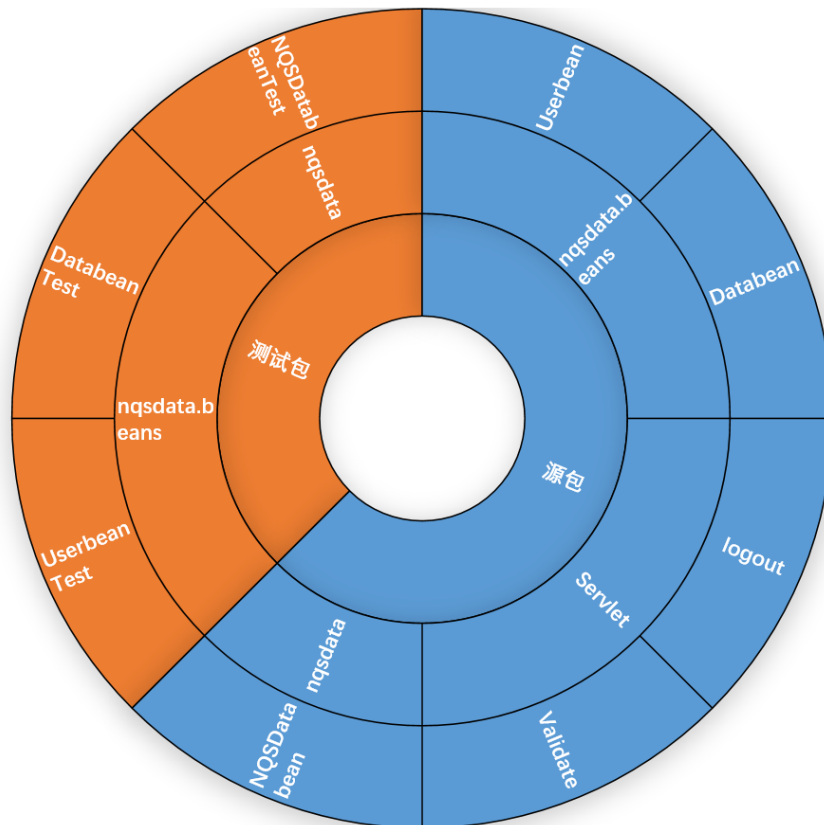 Userbean
Databean
nqsdata.b
eans
logout
Validate
Servlet
源包
NQSData
bean
nqsdata
Userbean
Test
Databean
Test
nqsdata.b
eans
NQSDatab
eanTest
nqsdata
测试包